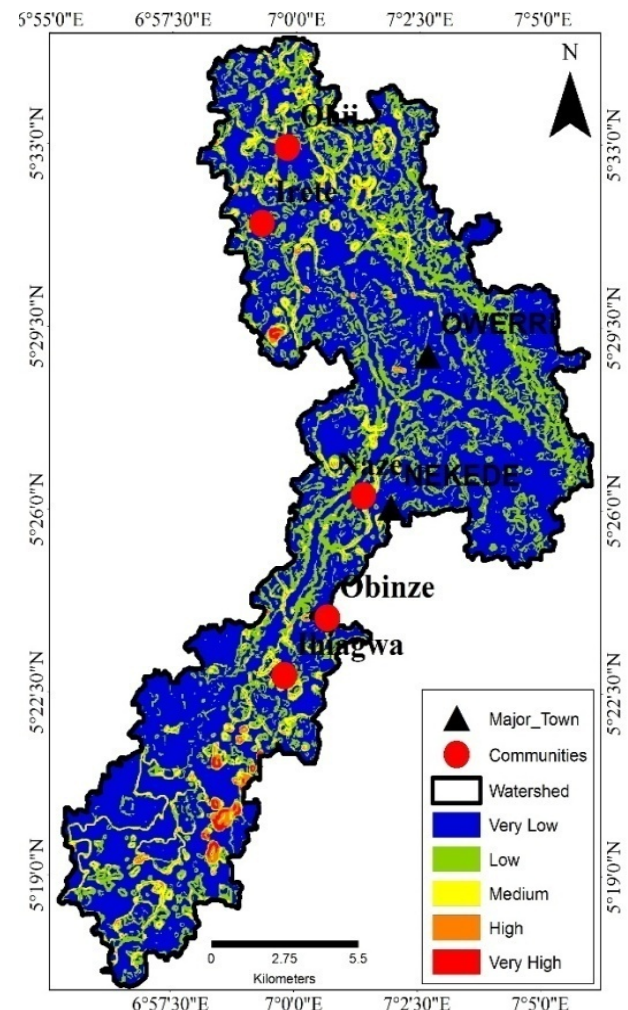 5°55'0"E 6°57'30"E 7°0'0"E 7°2'30"E 7°5'0"E
N
5°33'0"N 5°33'0"N
Ohii
Irete
5°29'30"N 5°29'30"N
OWERRI
Naze NEKEDE
5°26'0"N 5°26'0"N
Obinze
Ihiagwa
5°22'30"N 5°22'30"N
Major_Town
Communities
Watershed
Very Low
Low
Medium
High
Very High
5°19'0"N 5°19'0"N
0 2.75 5.5
Kilometers
6°57'30"E 7°0'0"E 7°2'30"E 7°5'0"E